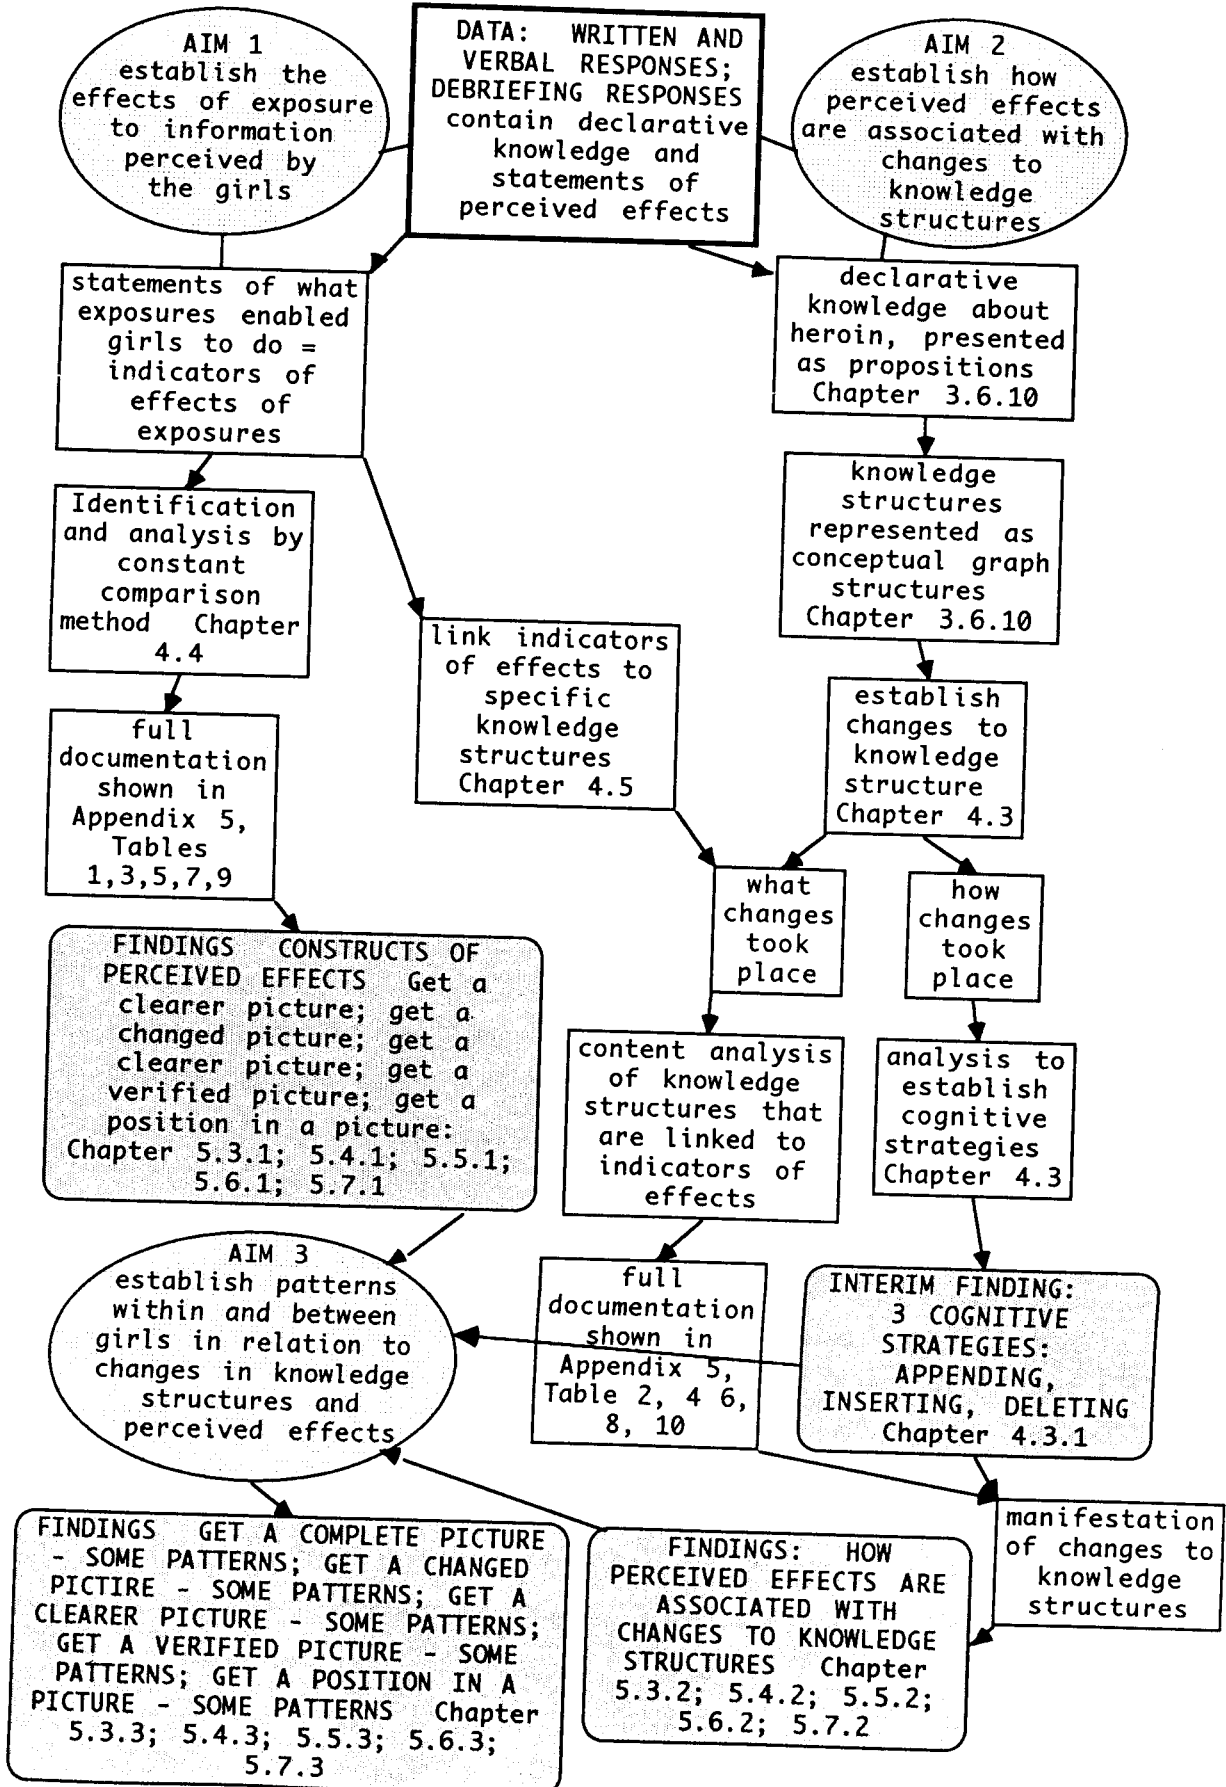 AIM 1
establish the
effects of exposure
to information
perceived by
the girls
DATA: WRITTEN AND
VERBAL RESPONSES;
DEBRIEFING RESPONSES
contain declarative
knowledge and
statements of
perceived effects
AIM 2
establish how
perceived effects
are associated with
changes to
knowledge
structures
statements of what
exposures enabled
girls to do =
indicators of
effects of
exposures
declarative
knowledge about
heroin, presented
as propositions
Chapter 3.6.10
Identification
and analysis by
constant
comparison
method Chapter
4.4
knowledge
structures
represented as
conceptual graph
structures
Chapter 3.6.10
link indicators
of effects to
specific
knowledge
structures
Chapter 4.5
establish
changes to
knowledge
structure
Chapter 4.3
full
documentation
shown in
Appendix 5,
Tables
1,3,5,7,9
what
changes
took
place
how
changes
took
place
FINDINGS CONSTRUCTS OF
PERCEIVED EFFECTS Get a
clearer picture; get a
changed picture; get a
clearer picture; get a
verified picture; get a
position in a picture:
Chapter 5.3.1; 5.4.1; 5.5.1;
5.6.1; 5.7.1
content analysis
of knowledge
structures that
are linked to
indicators of
effects
analysis to
establish
cognitive
strategies
Chapter 4.3
AIM 3
establish patterns
within and between
girls in relation to
changes in knowledge
structures and
perceived effects
full
documentation
shown in
Appendix 5,
Table 2, 4 6,
8, 10
INTERIM FINDING:
3 COGNITIVE
STRATEGIES:
APPENDING,
INSERTING, DELETING
Chapter 4.3.1
manifestation
of changes to
knowledge
structures
FINDINGS GET A COMPLETE PICTURE
- SOME PATTERNS; GET A CHANGED
PICTIRE - SOME PATTERNS; GET A
CLEARER PICTURE - SOME PATTERNS;
GET A VERIFIED PICTURE - SOME
PATTERNS; GET A POSITION IN A
PICTURE - SOME PATTERNS Chapter
5.3.3; 5.4.3; 5.5.3; 5.6.3;
5.7.3
FINDINGS: HOW
PERCEIVED EFFECTS ARE
ASSOCIATED WITH
CHANGES TO KNOWLEDGE
STRUCTURES Chapter
5.3.2; 5.4.2; 5.5.2;
5.6.2; 5.7.2